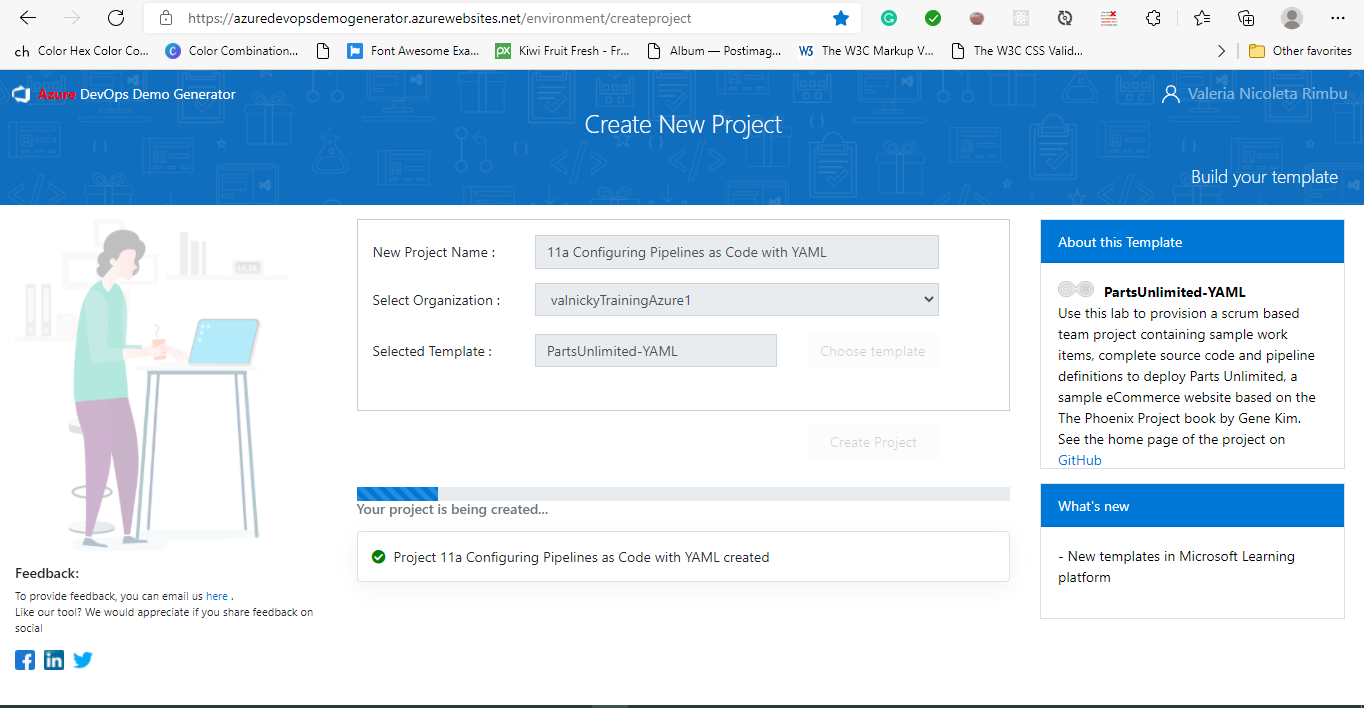 https://azuredevopsdemogenerator.azurewebsites.net/environment/createproject
ch Color Hex Color Co...
C Color Combination...
Font Awesome Exa...
px Kiwi Fruit Fresh - Fr...
Album — Postimag...
W3 The W3C Markup V...
The W3C CSS Valid...
Other favorites
Azure DevOps Demo Generator
Valeria Nicoleta Rimbu
Create New Project
Build your template
New Project Name :
11a Configuring Pipelines as Code with YAML
Select Organization :
valnickyTrainingAzure1
Selected Template :
PartsUnlimited-YAML
Choose template
Create Project
Your project is being created...
Project 11a Configuring Pipelines as Code with YAML created
About this Template
PartsUnlimited-YAML
Use this lab to provision a scrum based
team project containing sample work
items, complete source code and pipeline
definitions to deploy Parts Unlimited, a
sample eCommerce website based on the
The Phoenix Project book by Gene Kim.
See the home page of the project on
GitHub
What's new
- New templates in Microsoft Learning
platform
Feedback:
To provide feedback, you can email us here .
Like our tool? We would appreciate if you share feedback on
social